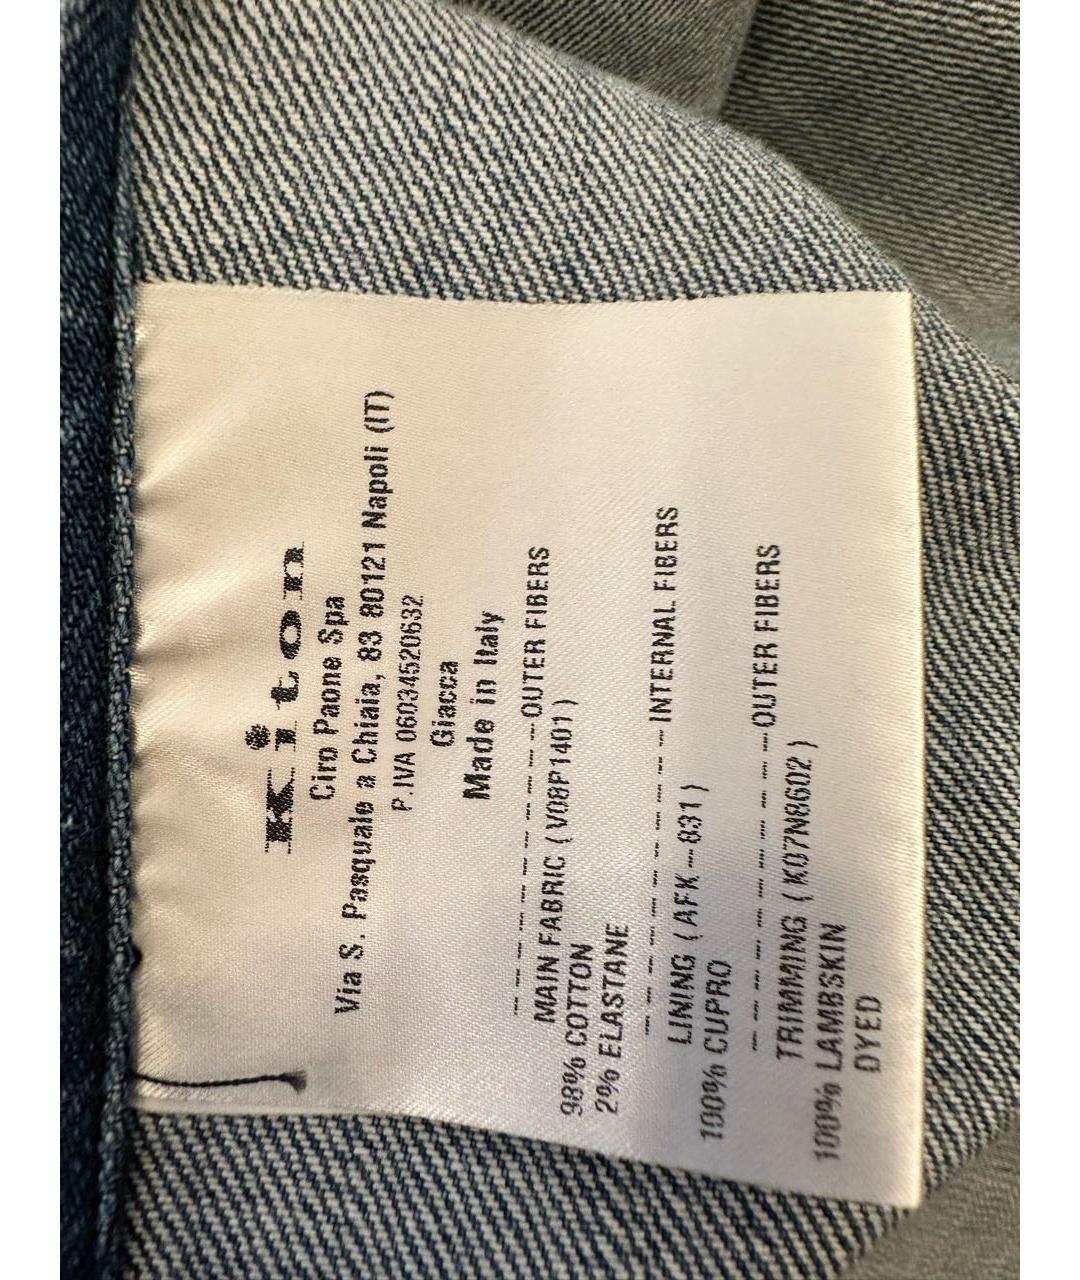 Kiton
Ciro Paone Spa
Via S. Pasquale a Chiaia, 83 80121 Napoli (IT)
P.IVA 06034520632
Giacca
Made in Italy
--------OUTER FIBERS
MAIN FABRIC (V08P1401)
98% COTTON
2% ELASTANE
--------INTERNAL FIBERS
LINING (AFK-831)
100% CUPRO
--------OUTER FIBERS
TRIMMING (K07N8602)
100% LAMBSKIN
DYED